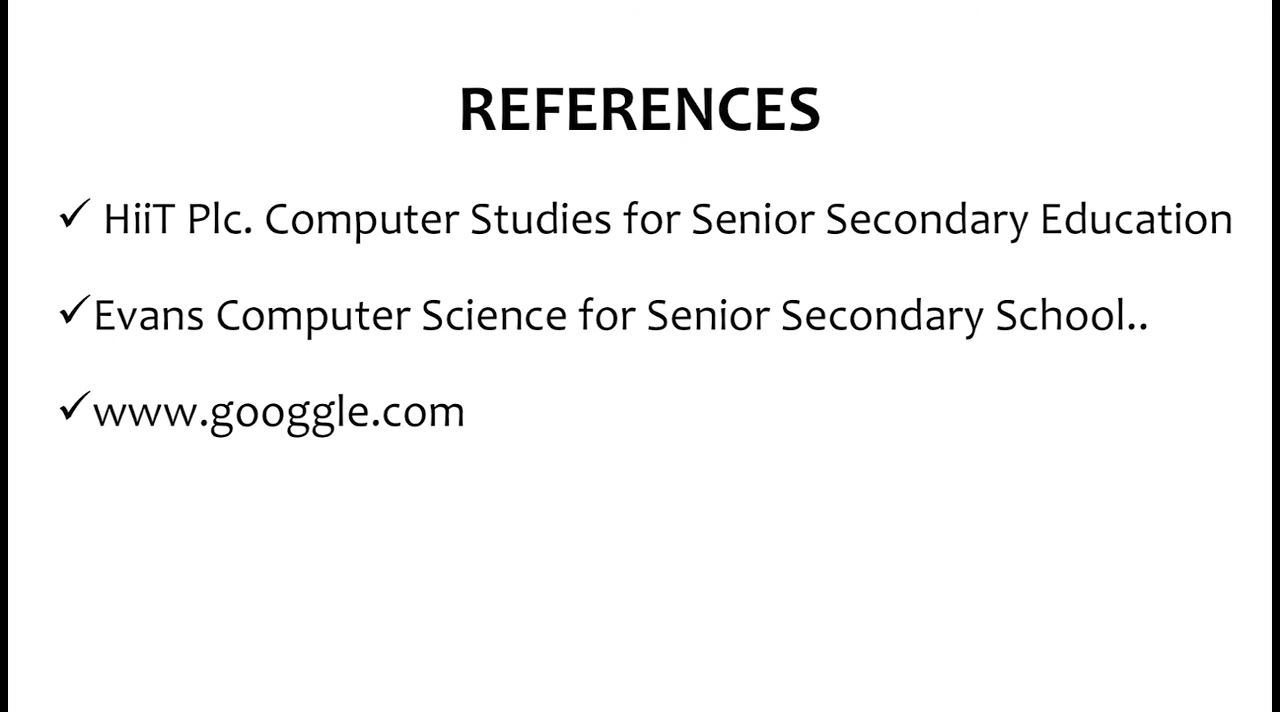 REFERENCES
✓ HiiT Plc. Computer Studies for Senior Secondary Education
✓Evans Computer Science for Senior Secondary School..
✓www.googgle.com